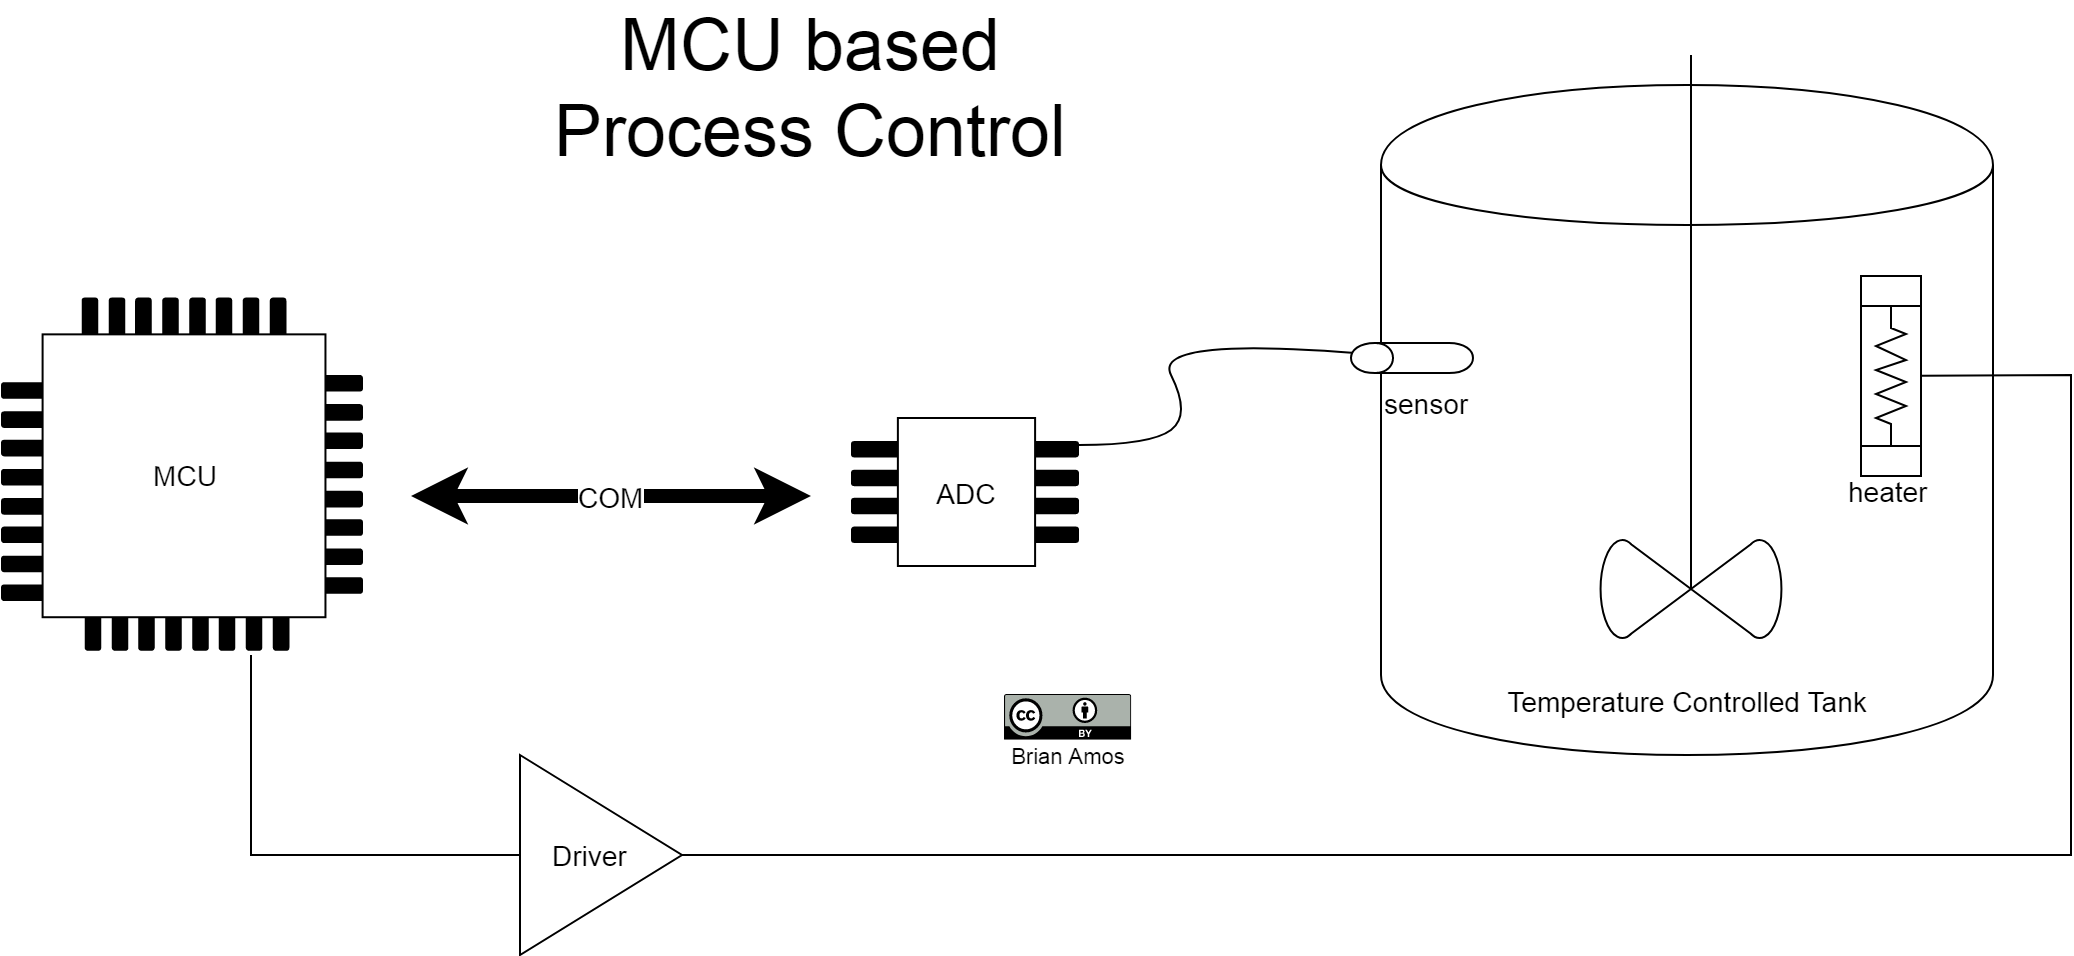 MCU based
Process Control
MCU
COM
ADC
sensor
heater
Temperature Controlled Tank
cc
BY
Brian Amos
Driver